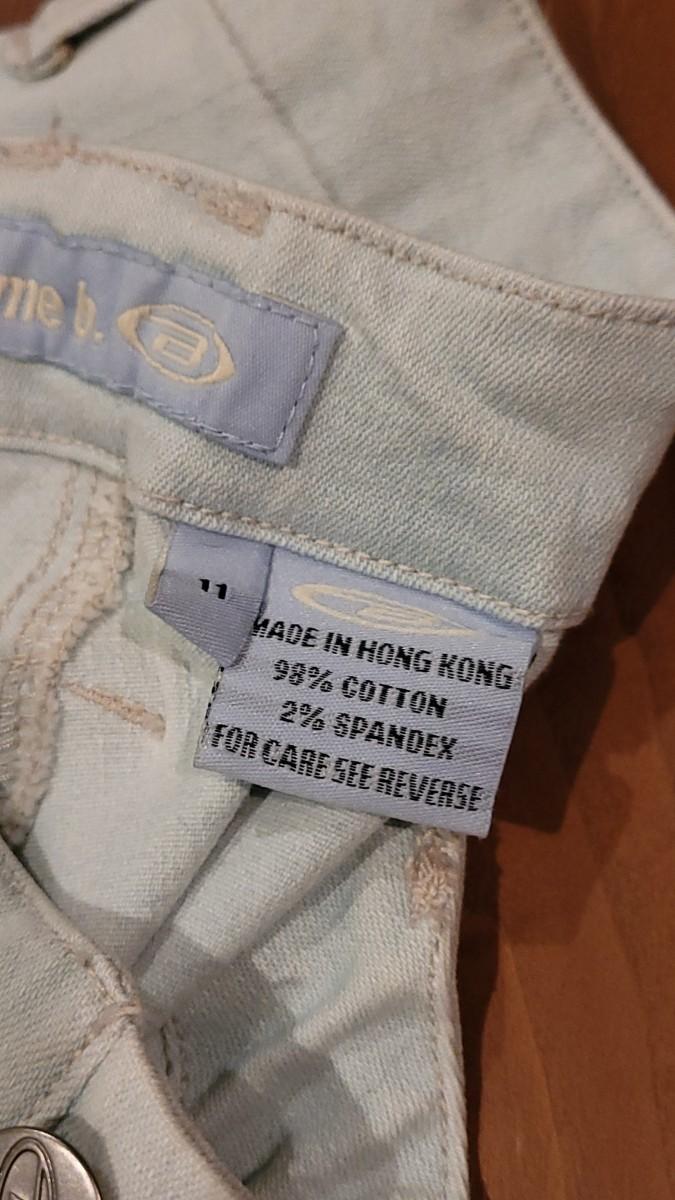 me b.
11
MADE IN HONG KONG
98% COTTON
2% SPANDEX
FOR CARE SEE REVERSE